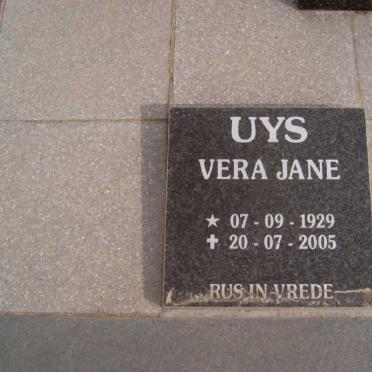 UYS
VERA JANE
★ 07 - 09 - 1929
✝ 20 - 07 - 2005
RUS IN VREDE